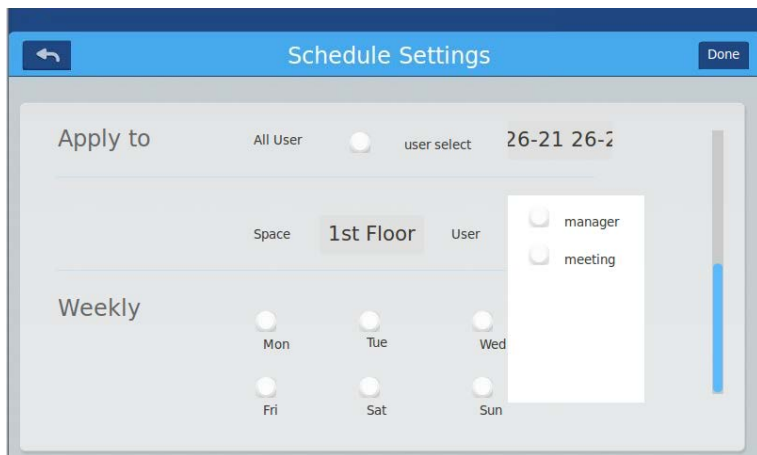 Schedule Settings
Done
Apply to
All User
user select
26-21 26-2
Space
1st Floor
User
manager
meeting
Weekly
Mon
Tue
Wed
Fri
Sat
Sun